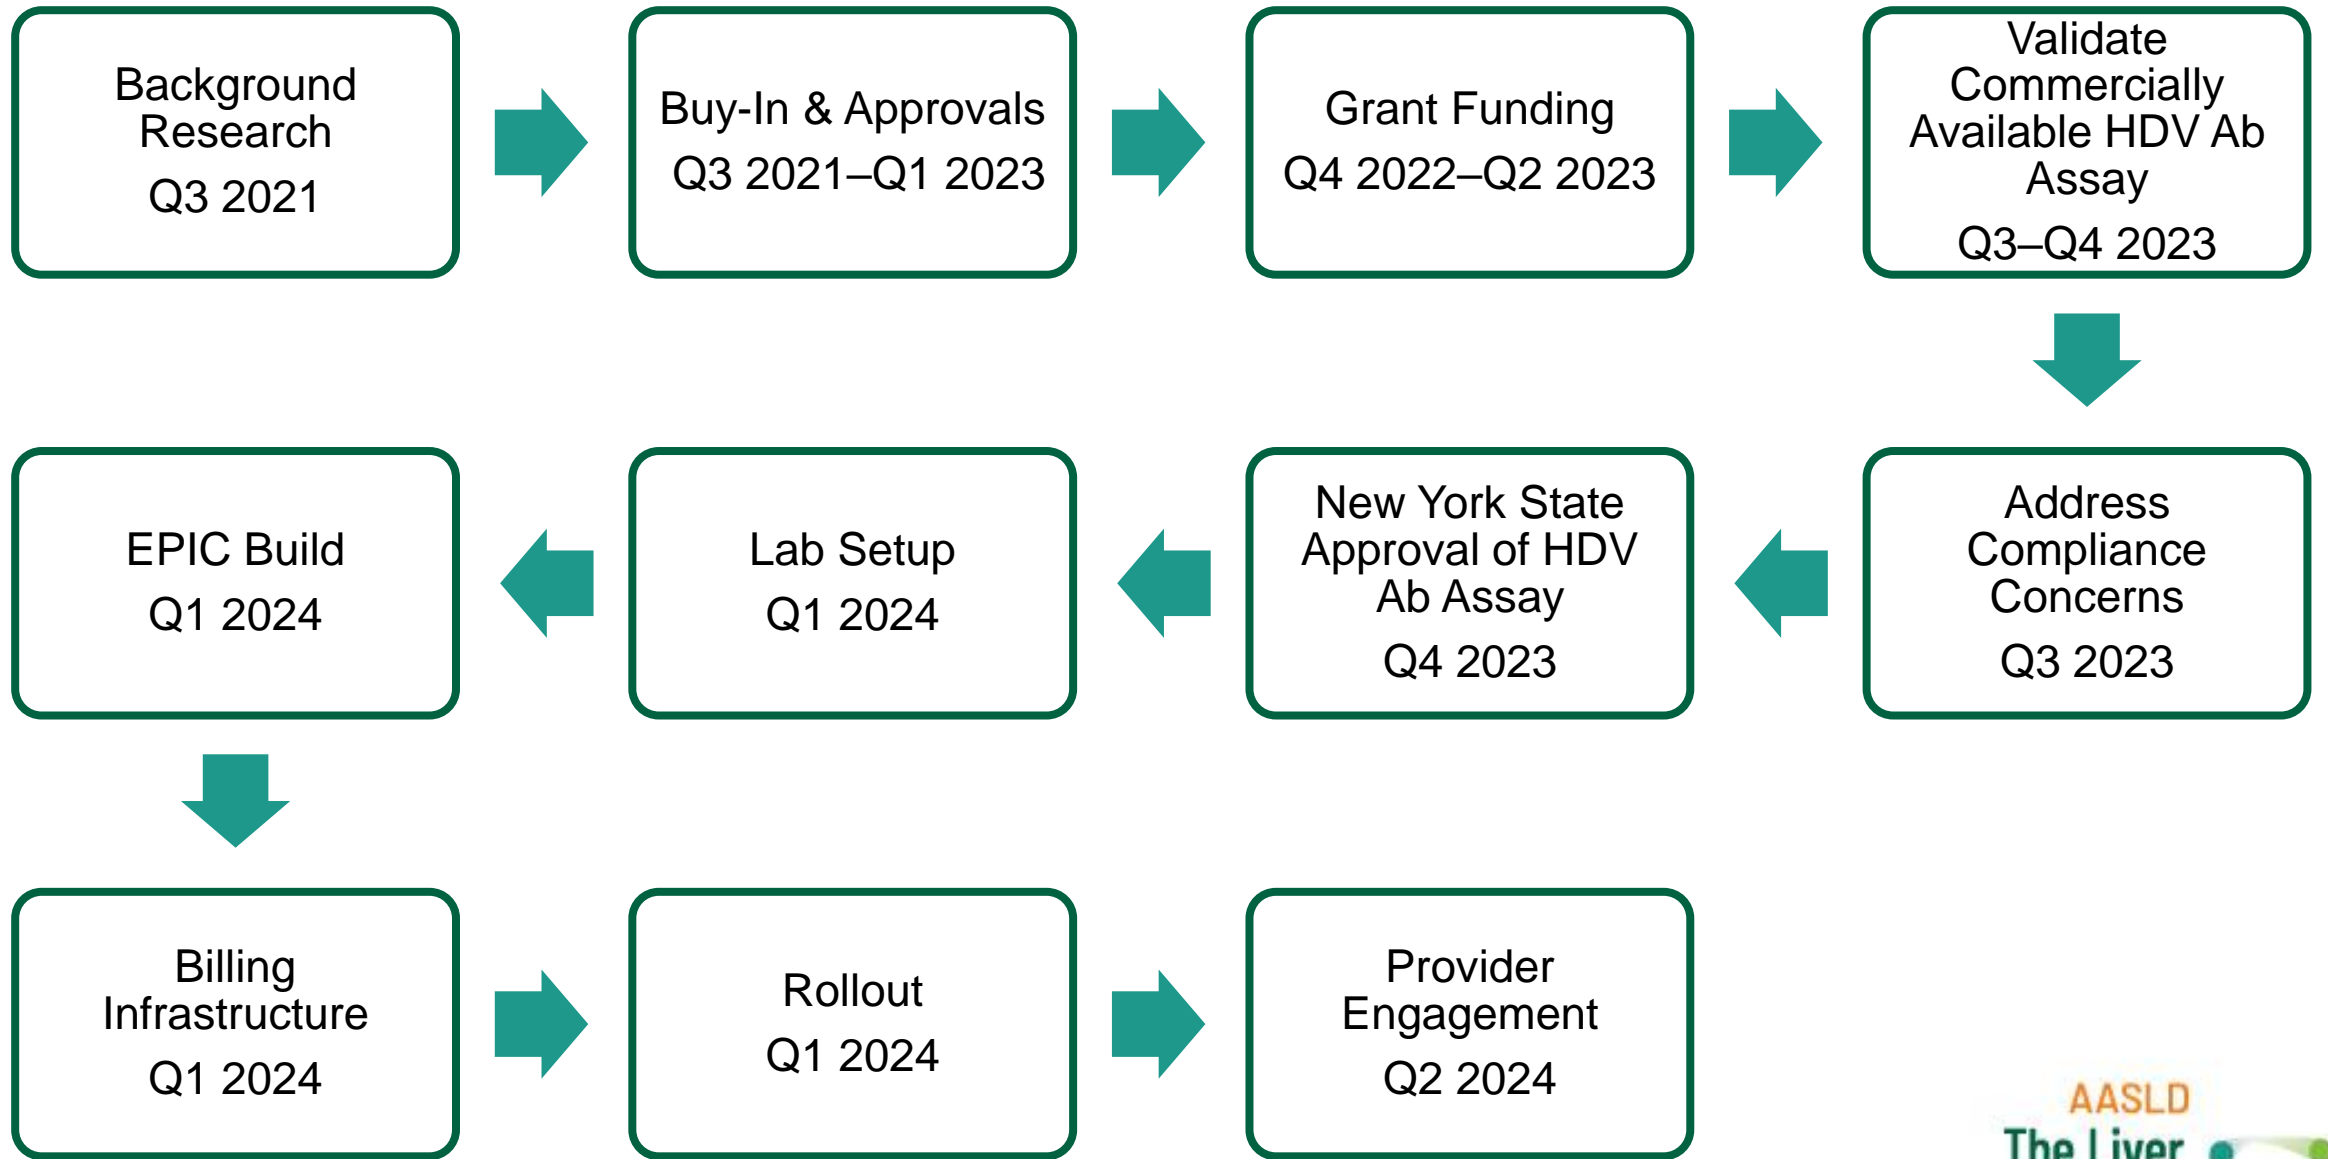 Background
Research
Q3 2021
Buy-In & Approvals
Q3 2021–Q1 2023
Grant Funding
Q4 2022–Q2 2023
Validate
Commercially
Available HDV Ab
Assay
Q3–Q4 2023
Address
Compliance
Concerns
Q3 2023
New York State
Approval of HDV
Ab Assay
Q4 2023
Lab Setup
Q1 2024
EPIC Build
Q1 2024
Billing
Infrastructure
Q1 2024
Rollout
Q1 2024
Provider
Engagement
Q2 2024
AASLD
The Liver